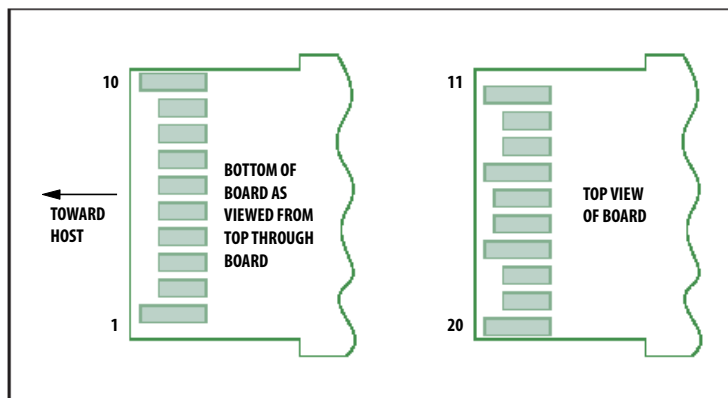 10
BOTTOM OF
BOARD AS
VIEWED FROM
TOP THROUGH
BOARD
TOWARD
HOST
1
11
TOP VIEW
OF BOARD
20